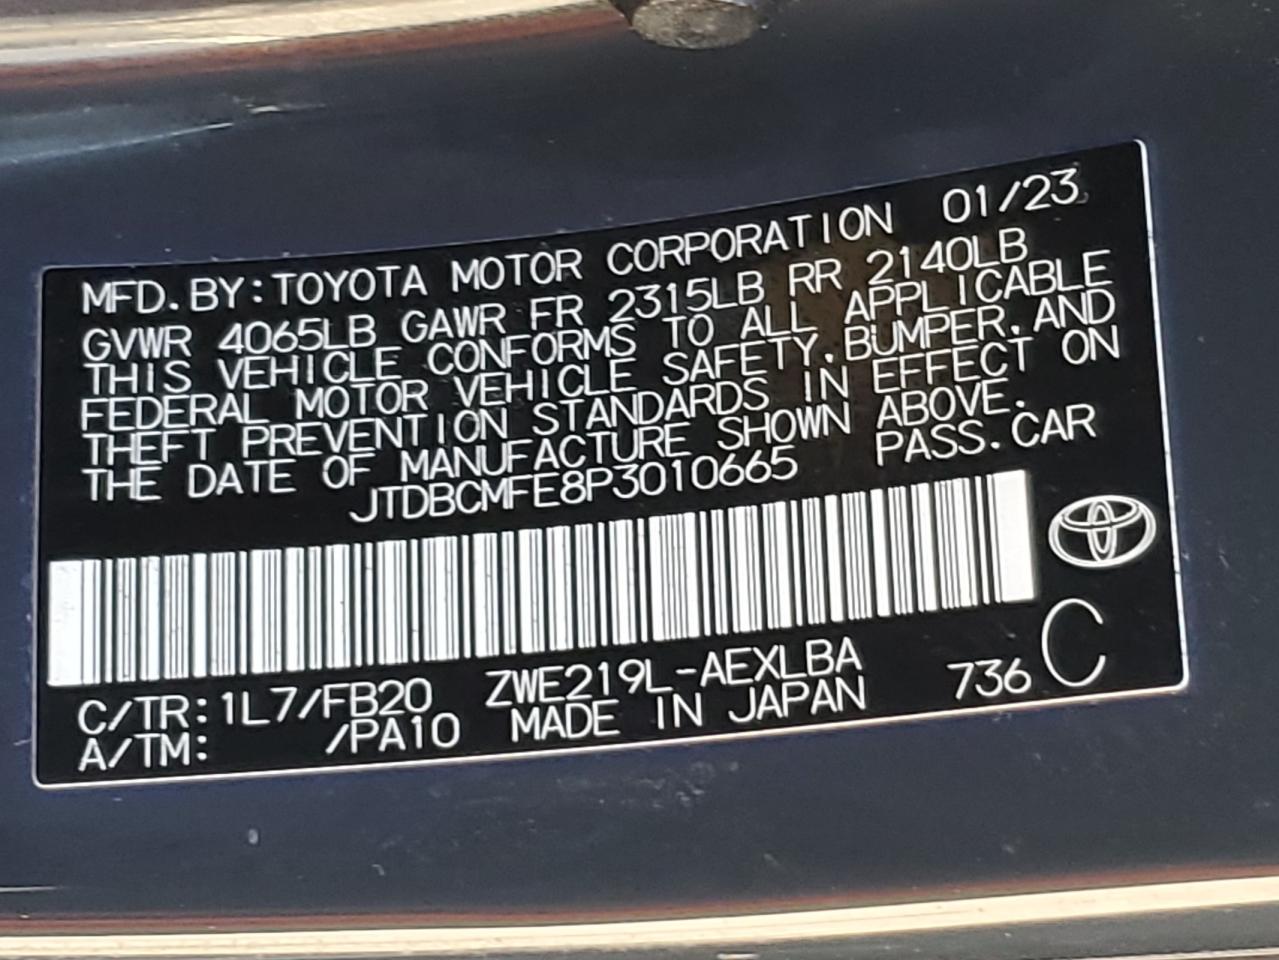 MFD. BY: TOYOTA MOTOR CORPORATION 01/23
GVWR 4065LB GAWR FR 2315LB RR 2140LB
THIS VEHICLE CONFORMS TO ALL APPLICABLE
FEDERAL MOTOR VEHICLE SAFETY, BUMPER, AND
THEFT PREVENTION STANDARDS IN EFFECT ON
THE DATE OF MANUFACTURE SHOWN ABOVE.
JTDBCMFE8P3010665 PASS. CAR
C/TR: 1L7/FB20 ZWE219L-AEXLBA 736 C
A/TM: /PA10 MADE IN JAPAN